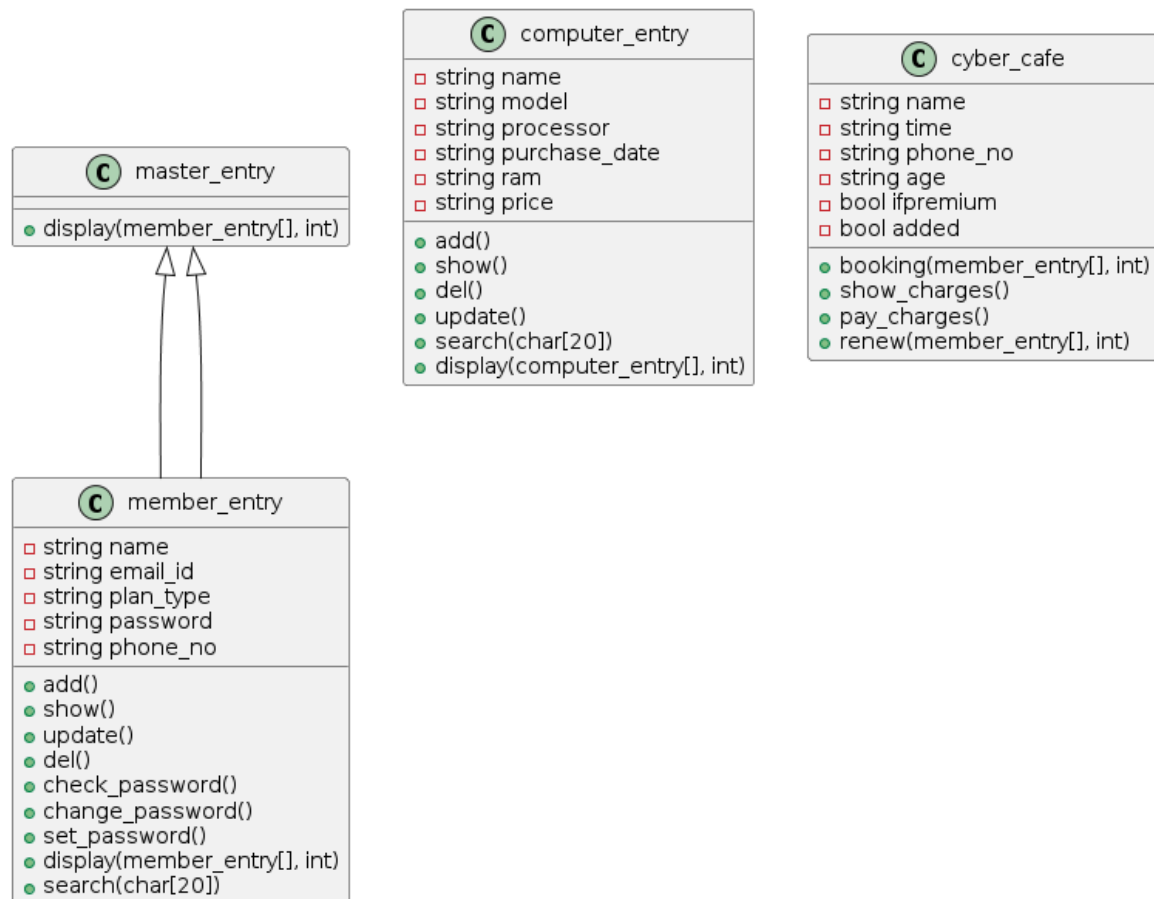 C master_entry
display(member_entry[], int)
C computer_entry
string name
string model
string processor
string purchase_date
string ram
string price
add()
show()
del()
update()
search(char[20])
display(computer_entry[], int)
C cyber_cafe
string name
string time
string phone_no
string age
bool ifpremium
bool added
booking(member_entry[], int)
show_charges()
pay_charges()
renew(member_entry[], int)
C member_entry
string name
string email_id
string plan_type
string password
string phone_no
add()
show()
update()
del()
check_password()
change_password()
set_password()
display(member_entry[], int)
search(char[20])